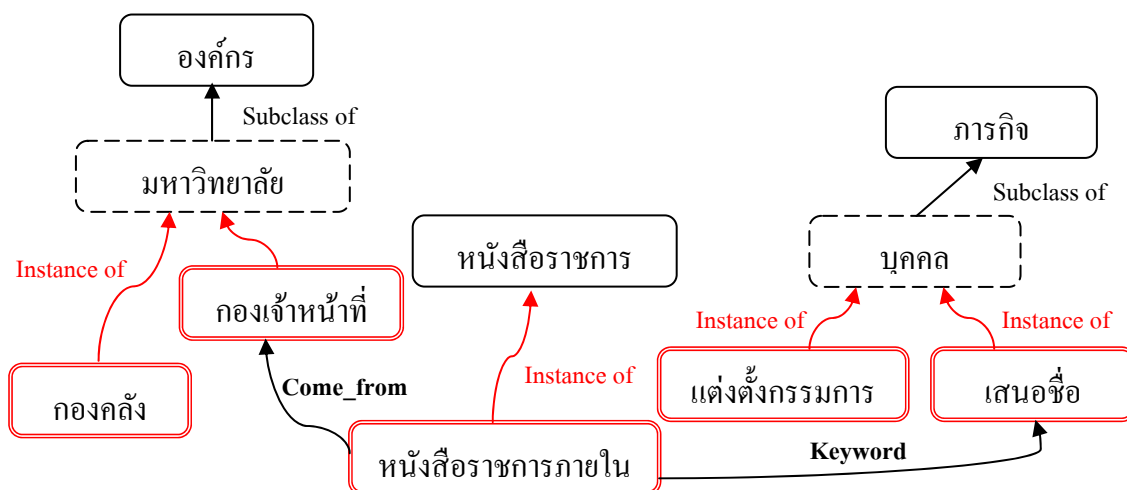 องค์กร
Subclass of
ภารกิจ
มหาวิทยาลัย
Subclass of
หนังสือราชการ
บุคคล
Instance of
กองเจ้าหน้าที่
Instance of
Instance of
Instance of
แต่งตั้งกรรมการ
เสนอชื่อ
Come_from
กองคลัง
หนังสือราชการภายใน
Keyword